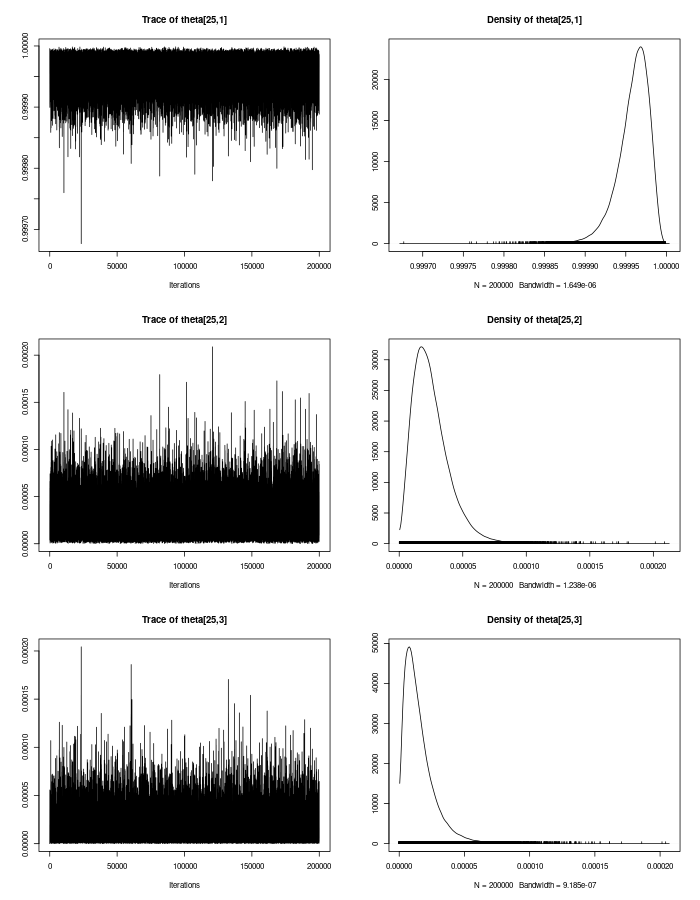 Trace of theta[25,1]
0.99970 0.99980 0.99990 1.00000
0 50000 100000 150000 200000
Iterations
Density of theta[25,1]
0 5000 10000 15000 20000
0.99970 0.99975 0.99980 0.99985 0.99990 0.99995 1.00000
N = 200000 Bandwidth = 1.649e-06
Trace of theta[25,2]
0.00000 0.00005 0.00010 0.00015 0.00020
0 50000 100000 150000 200000
Iterations
Density of theta[25,2]
0 5000 10000 15000 20000 25000 30000
0.00000 0.00005 0.00010 0.00015 0.00020
N = 200000 Bandwidth = 1.238e-06
Trace of theta[25,3]
0.00000 0.00005 0.00010 0.00015 0.00020
0 50000 100000 150000 200000
Iterations
Density of theta[25,3]
0 10000 20000 30000 40000 50000
0.00000 0.00005 0.00010 0.00015 0.00020
N = 200000 Bandwidth = 9.185e-07